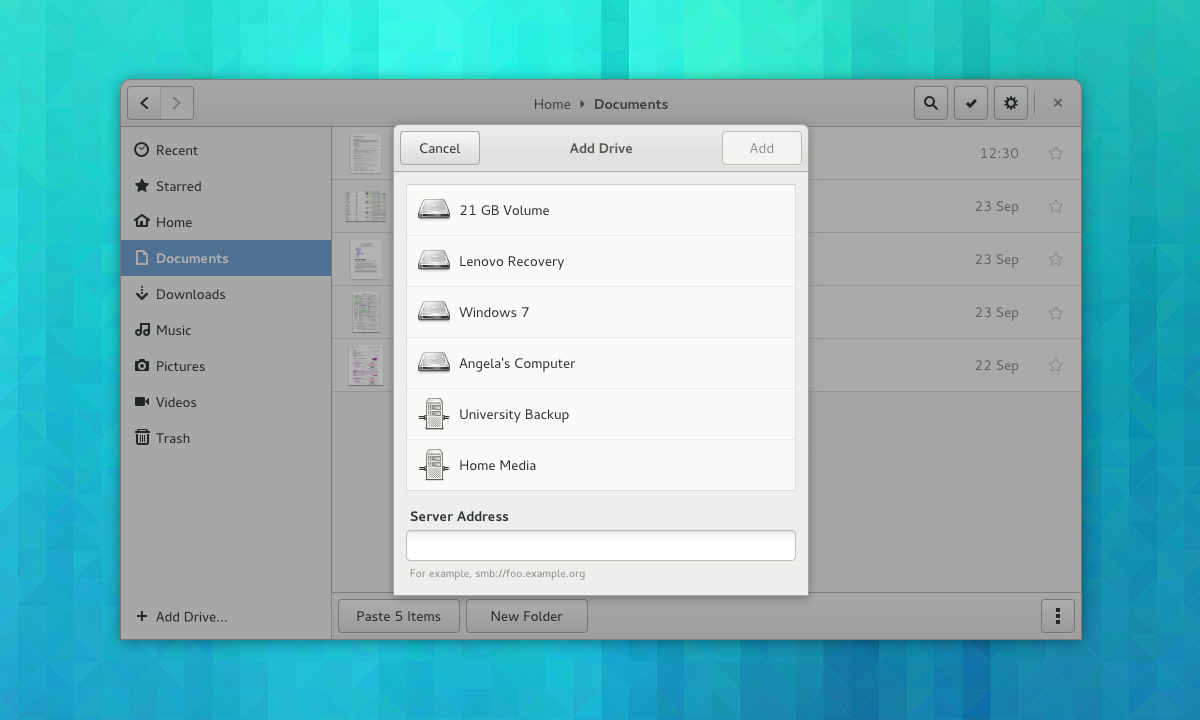 Home Documents
Cancel Add Drive Add
Recent
Starred
Home
Documents
Downloads
Music
Pictures
Videos
Trash
Add Drive...
12:30
23 Sep
23 Sep
23 Sep
22 Sep
21 GB Volume
Lenovo Recovery
Windows 7
Angela's Computer
University Backup
Home Media
Server Address
For example, smb://foo.example.org
Paste 5 Items New Folder